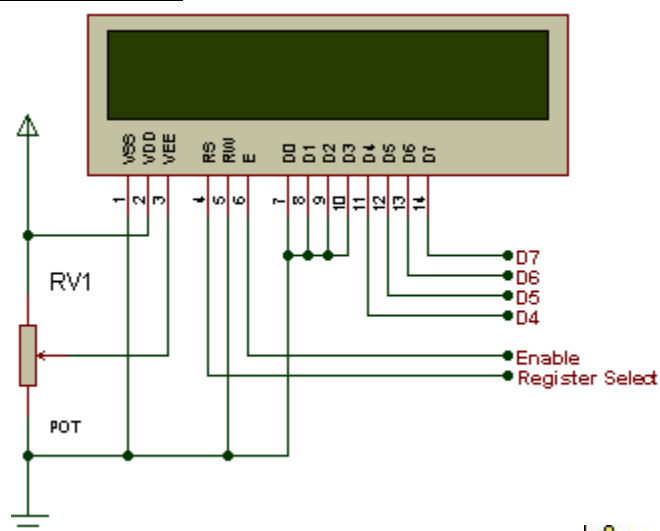 VSS VDD VEE RS RW E D0 D1 D2 D3 D4 D5 D6 D7
1 2 3 4 5 6 7 8 9 10 11 12 13 14
D7
D6
D5
D4
RV1
Enable
Register Select
POT